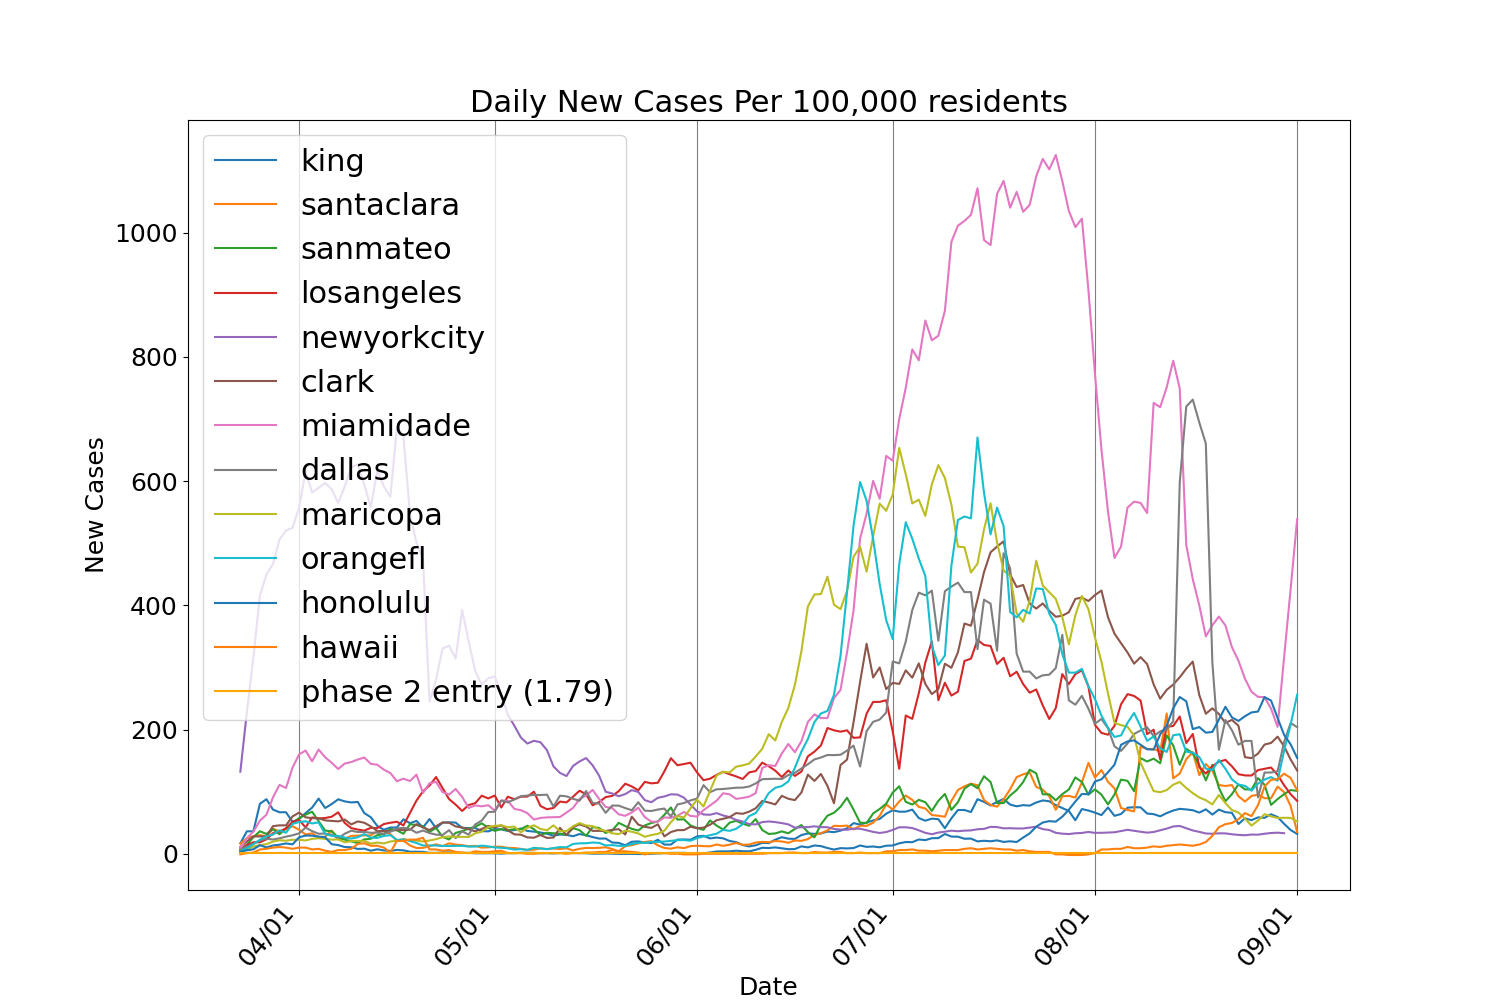 Daily New Cases Per 100,000 residents
king
santaclara
sanmateo
losangeles
newyorkcity
clark
miamidade
dallas
maricopa
orangefl
honolulu
hawaii
phase 2 entry (1.79)
New Cases
1000
800
600
400
200
0
04/01
05/01
06/01
07/01
08/01
09/01
Date